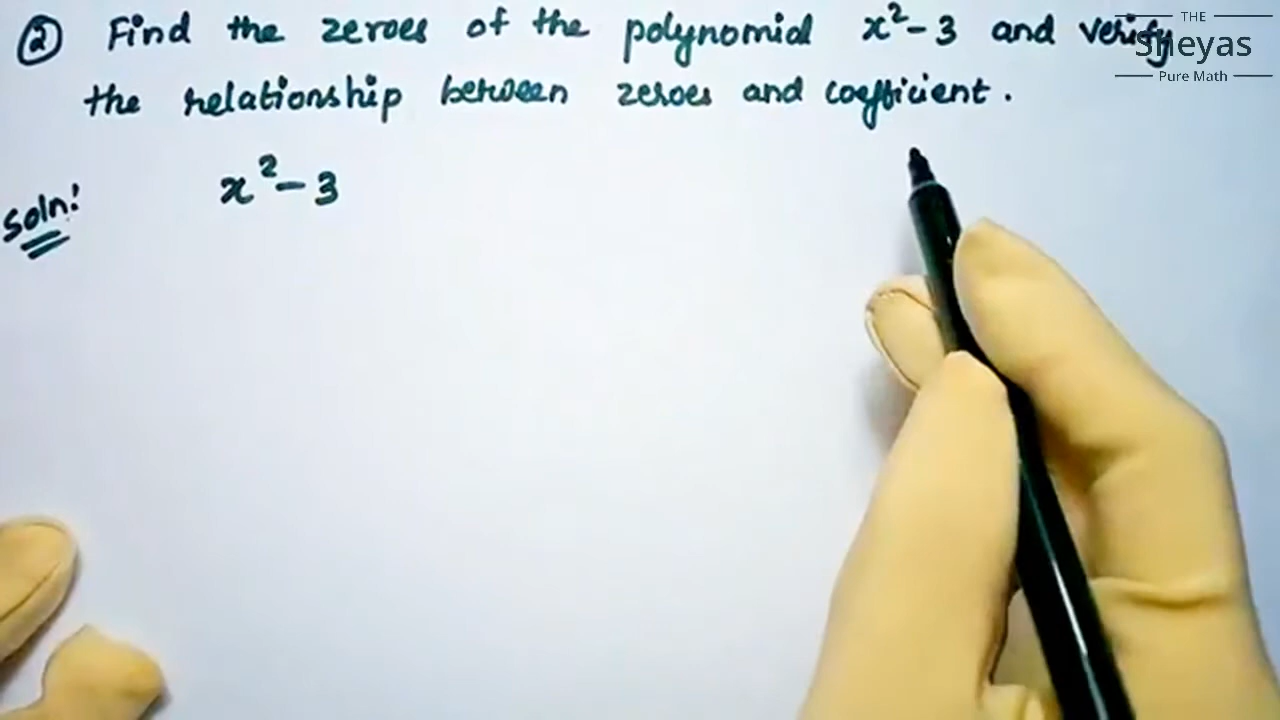 ② Find the zeroes of the polynomial x²-3 and verify
the relationship between zeroes and coefficient.
Soln: x²-3
THE
Sheyas
Pure Math